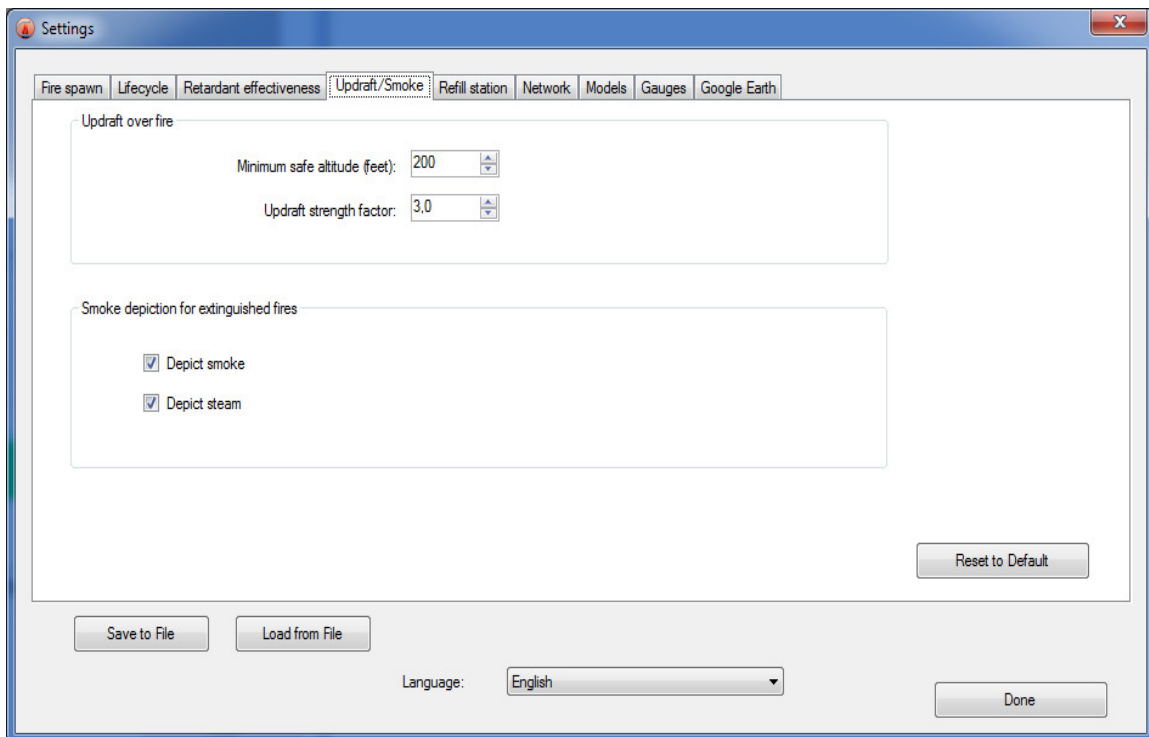 Settings
X
Fire spawn Lifecycle Retardant effectiveness Updraft/Smoke Refill station Network Models Gauges Google Earth
Updraft over fire
Minimum safe altitude (feet): 200
Updraft strength factor: 3,0
Smoke depiction for extinguished fires
Depict smoke
Depict steam
Reset to Default
Save to File Load from File
Language: English
Done